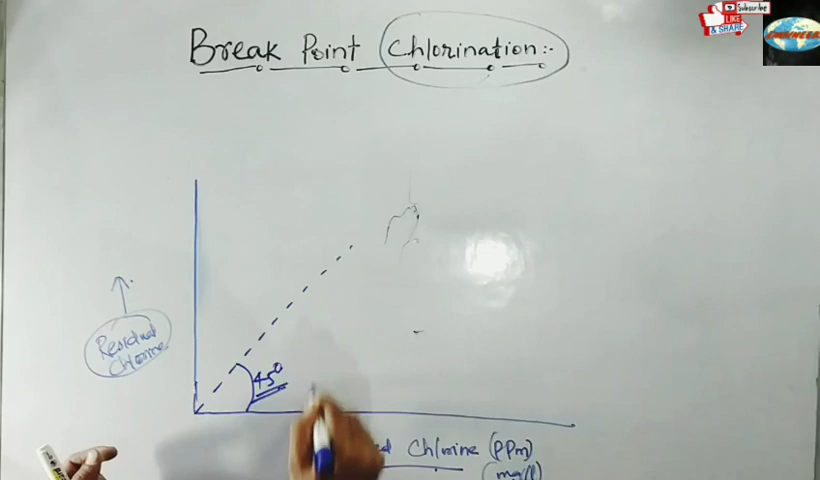 Break Point Chlorination:-
Subscribe
LIKE
& SHARE
Residual
Chlorine
45°
Chlorine (PPm)
(mg/l)